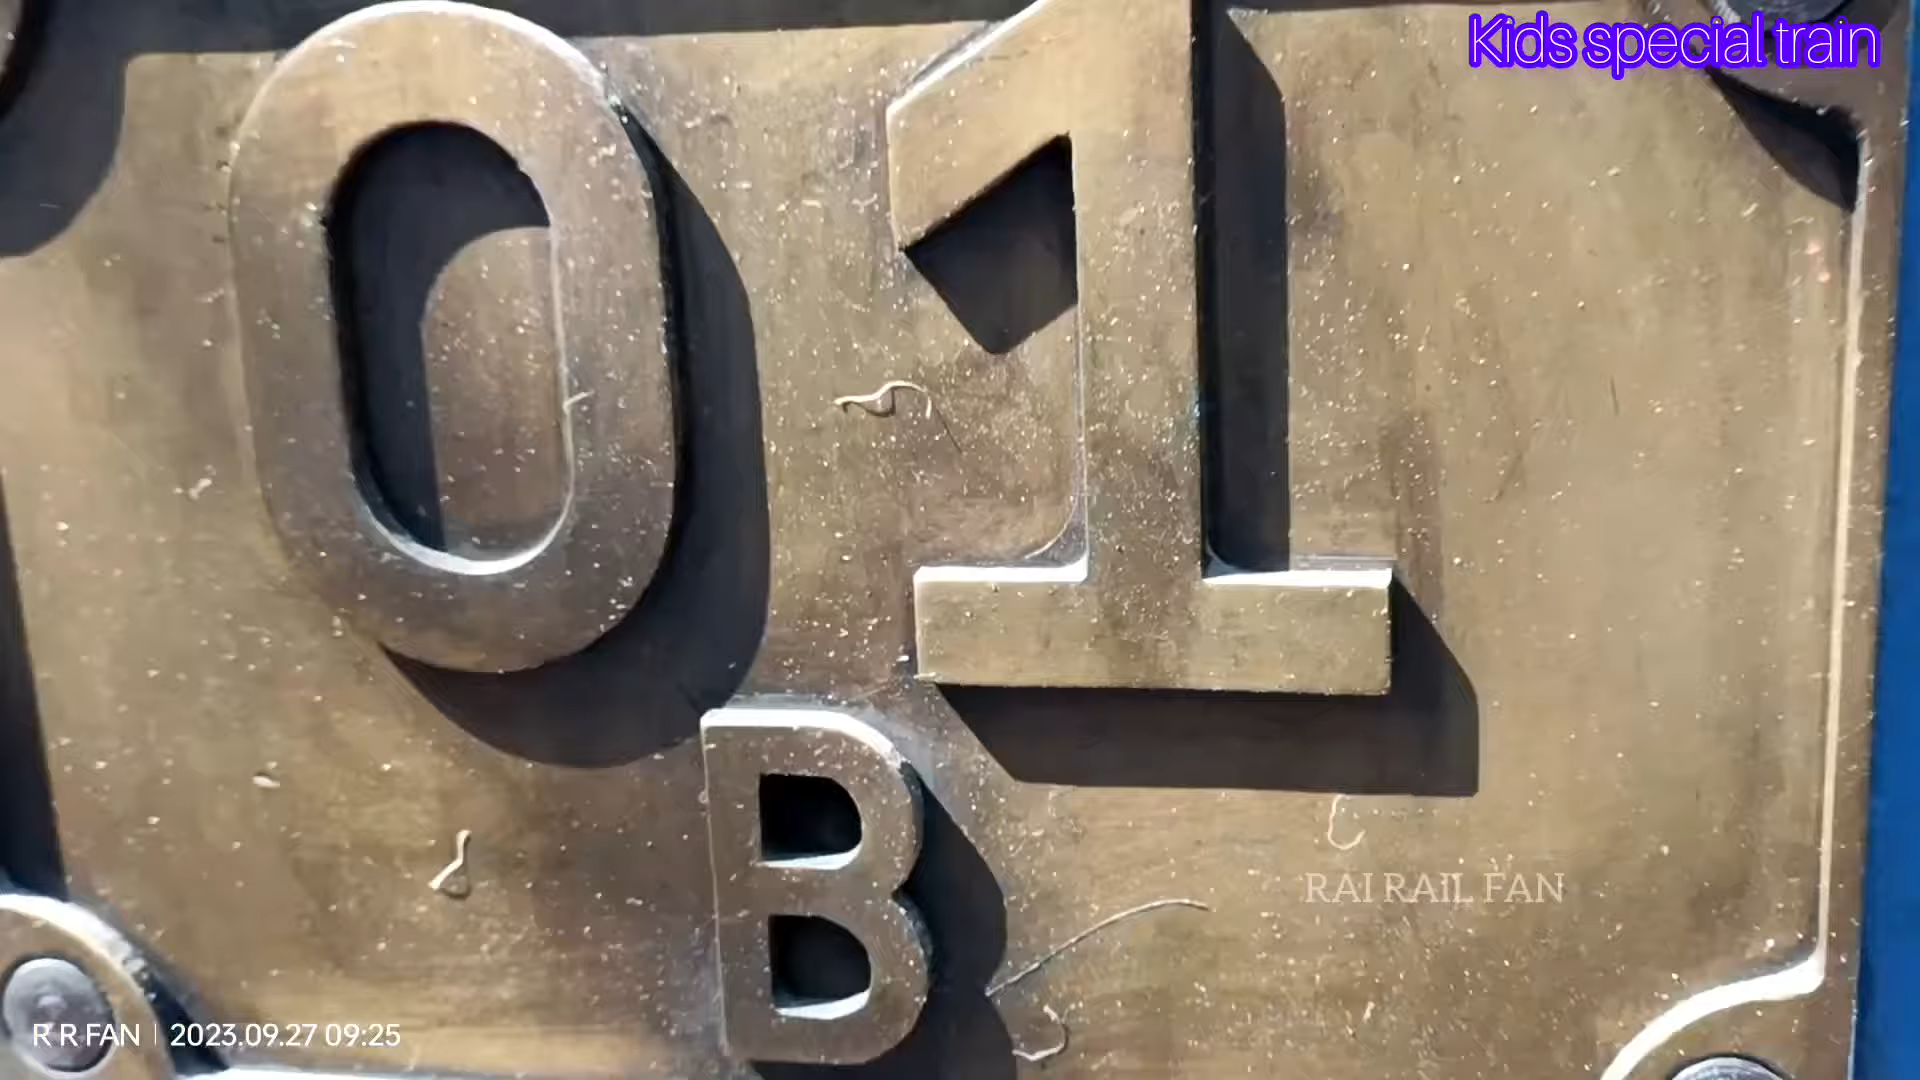 Kids special train
01
B
RAI RAIL FAN
R R FAN | 2023.09.27 09:25